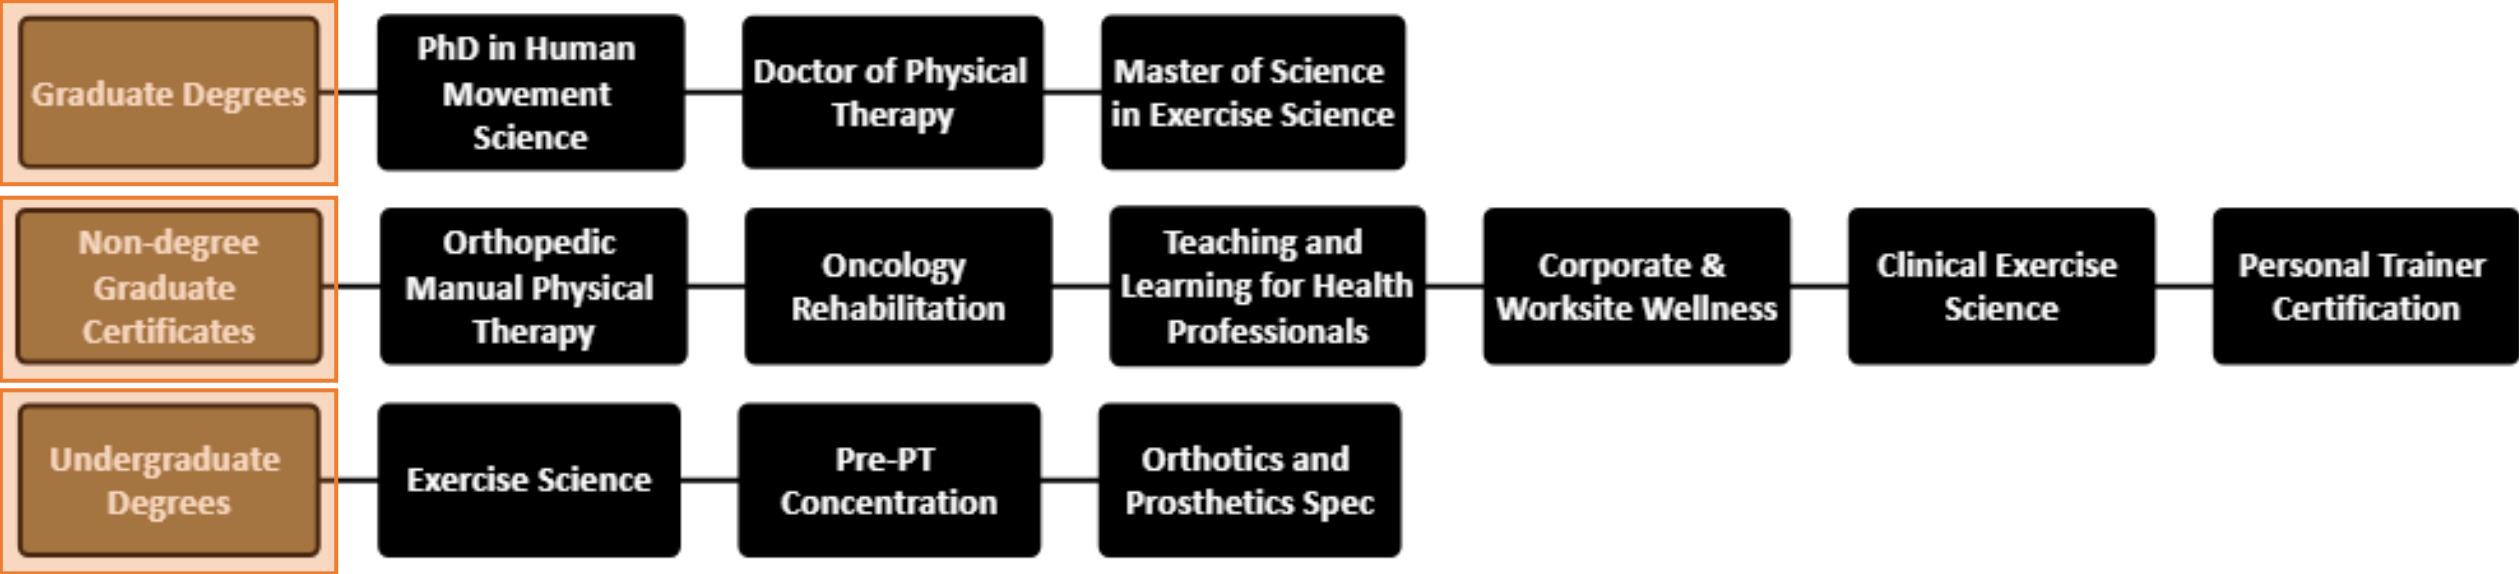 Graduate Degrees
PhD in Human
Movement
Science
Doctor of Physical
Therapy
Master of Science
in Exercise Science
Non-degree
Graduate
Certificates
Orthopedic
Manual Physical
Therapy
Oncology
Rehabilitation
Teaching and
Learning for Health
Professionals
Corporate &
Worksite Wellness
Clinical Exercise
Science
Personal Trainer
Certification
Undergraduate
Degrees
Exercise Science
Pre-PT
Concentration
Orthotics and
Prosthetics Spec